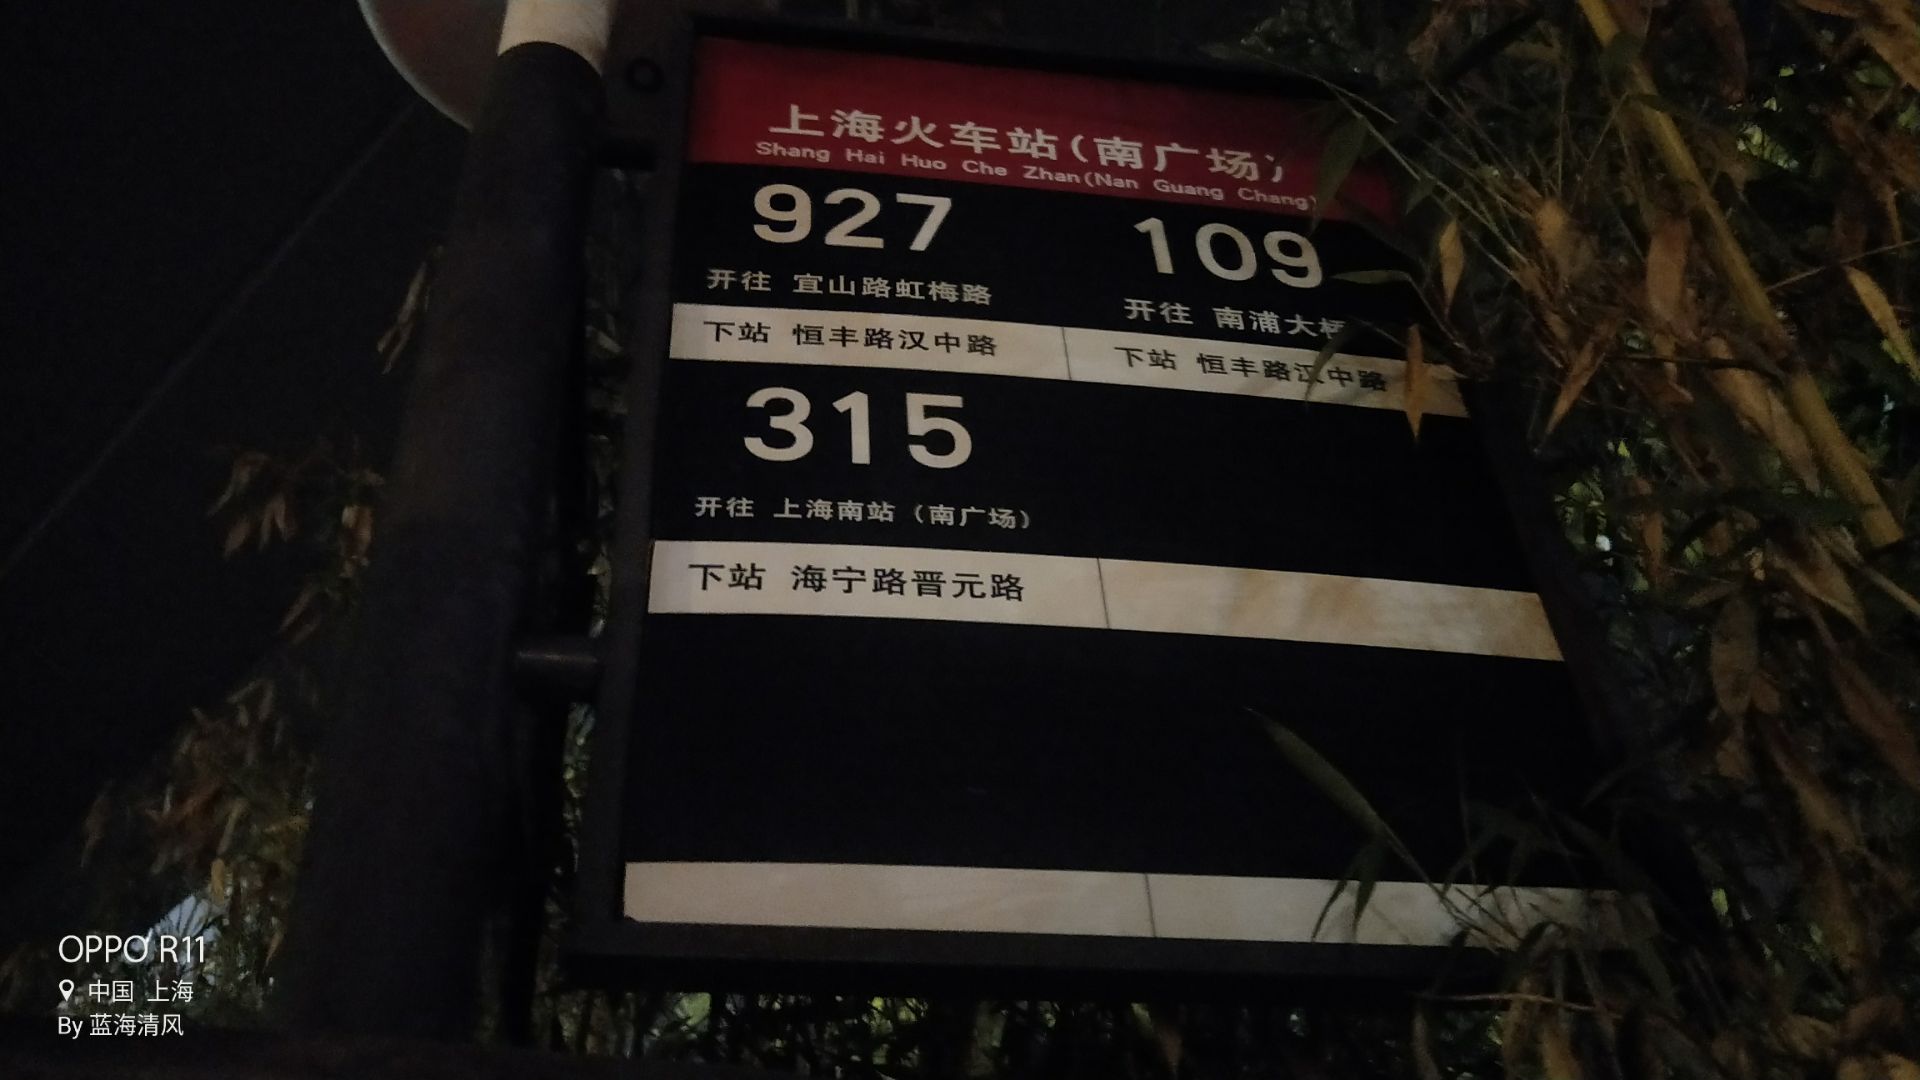 上海火车站(南广场)
Shang Hai Huo Che Zhan(Nan Guang Chang)
927
开往 宜山路虹梅路
下站 恒丰路汉中路
109
开往 南浦大桥
下站 恒丰路汉中路
315
开往 上海南站（南广场）
下站 海宁路晋元路
OPPO R11
中国 上海
By 蓝海清风